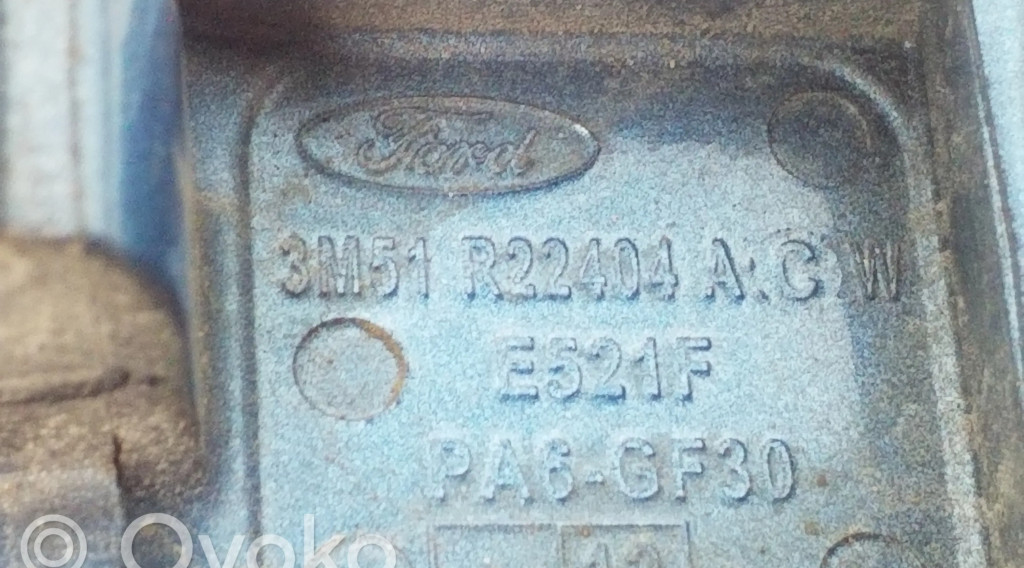 Ford
3M51 R22404 A C W
E521F
PA6-GF30
© Ovoko